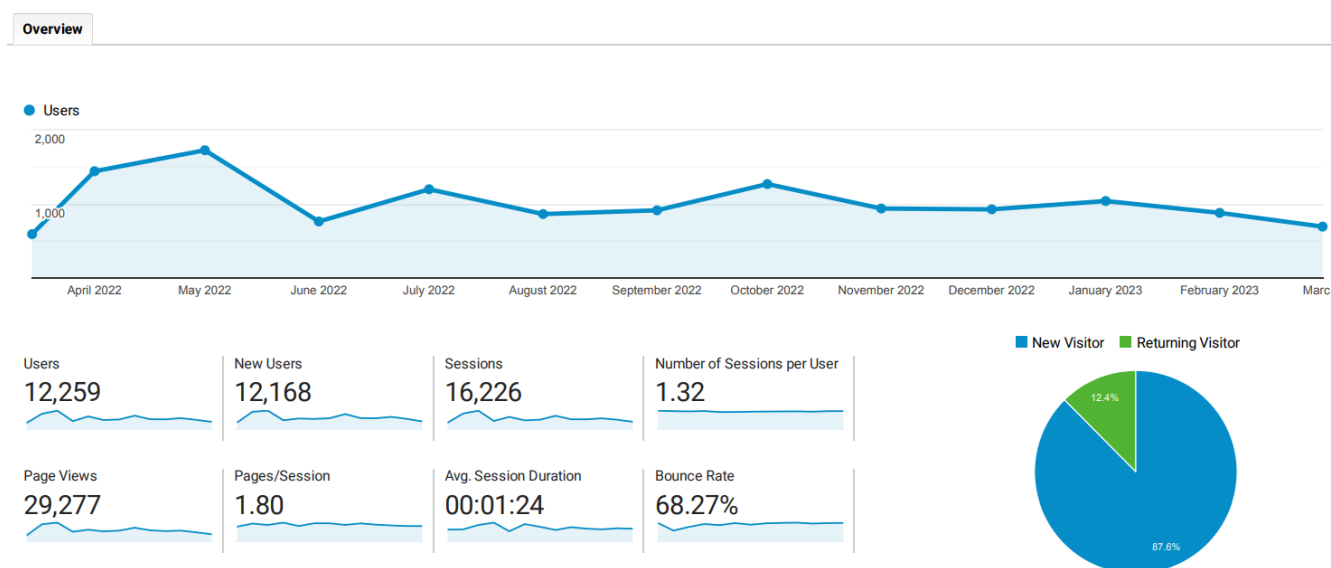 Overview
Users
2,000
1,000
April 2022 May 2022 June 2022 July 2022 August 2022 September 2022 October 2022 November 2022 December 2022 January 2023 February 2023 Marc
New Visitor Returning Visitor
Users New Users Sessions Number of Sessions per User
12,259 12,168 16,226 1.32
12.4%
Page Views Pages/Session Avg. Session Duration Bounce Rate
29,277 1.80 00:01:24 68.27%
87.6%